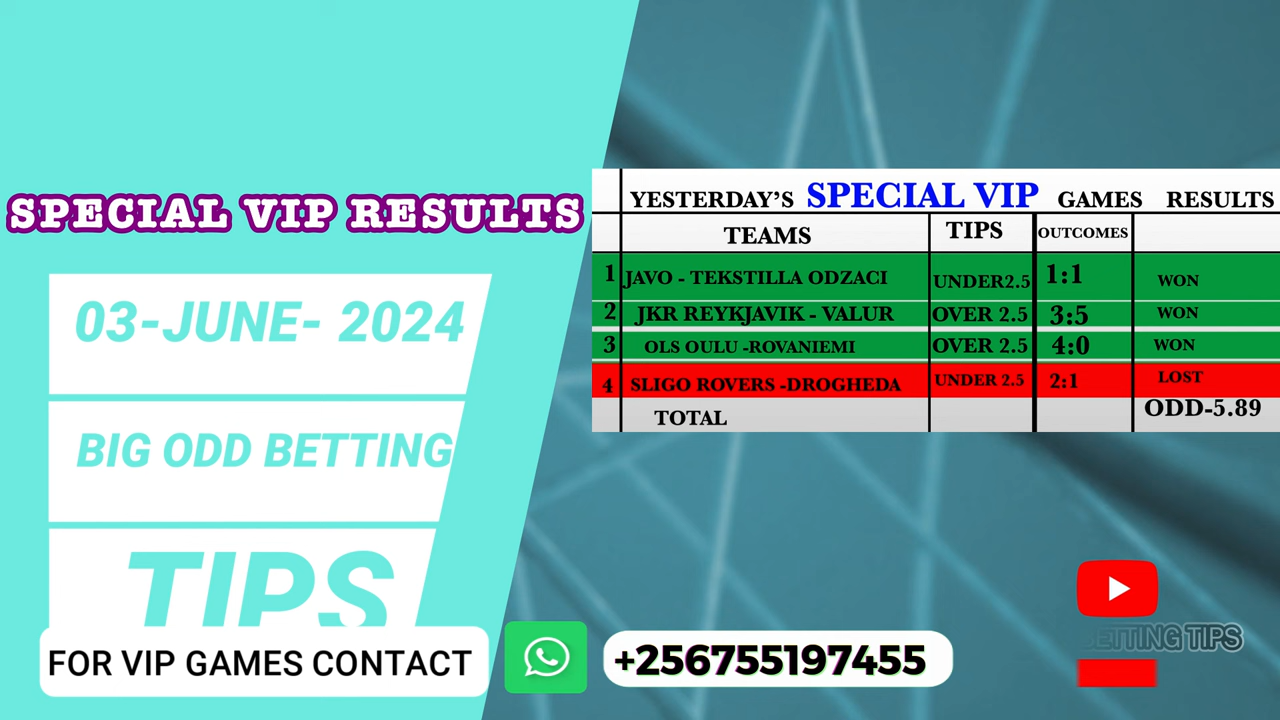 SPECIAL VIP RESULTS
03-JUNE- 2024
BIG ODD BETTING
TIPS
FOR VIP GAMES CONTACT
+256755197455
YESTERDAY'S SPECIAL VIP GAMES RESULTS
TEAMS TIPS OUTCOMES
1 JAVO - TEKSTILLA ODZACI UNDER2.5 1:1 WON
2 JKR REYKJAVIK - VALUR OVER 2.5 3:5 WON
3 OLS OULU -ROVANIEMI OVER 2.5 4:0 WON
4 SLIGO ROVERS -DROGHEDA UNDER 2.5 2:1 LOST
TOTAL ODD-5.89
BETTING TIPS